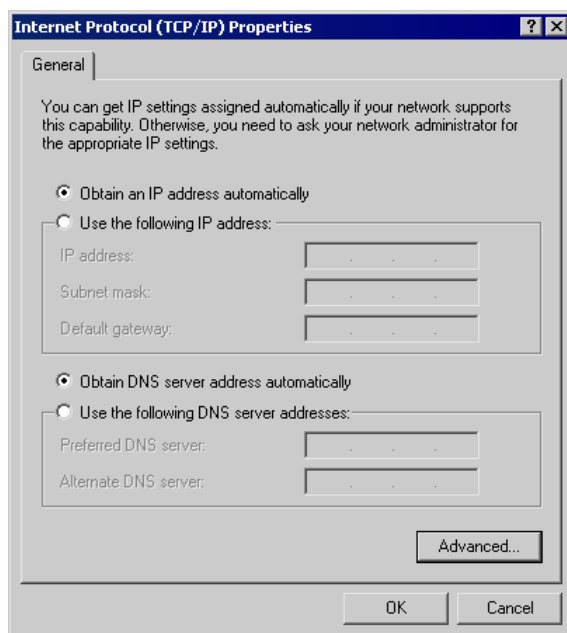 Internet Protocol (TCP/IP) Properties
General
You can get IP settings assigned automatically if your network supports
this capability. Otherwise, you need to ask your network administrator for
the appropriate IP settings.
Obtain an IP address automatically
Use the following IP address:
IP address:
Subnet mask:
Default gateway:
Obtain DNS server address automatically
Use the following DNS server addresses:
Preferred DNS server:
Alternate DNS server:
Advanced...
OK Cancel